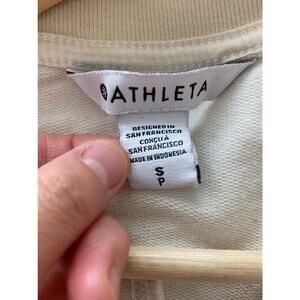 ATHLETA
DESIGNED IN
SAN FRANCISCO
CONÇU À
SAN FRANCISCO
MADE IN INDONESIA
S
P